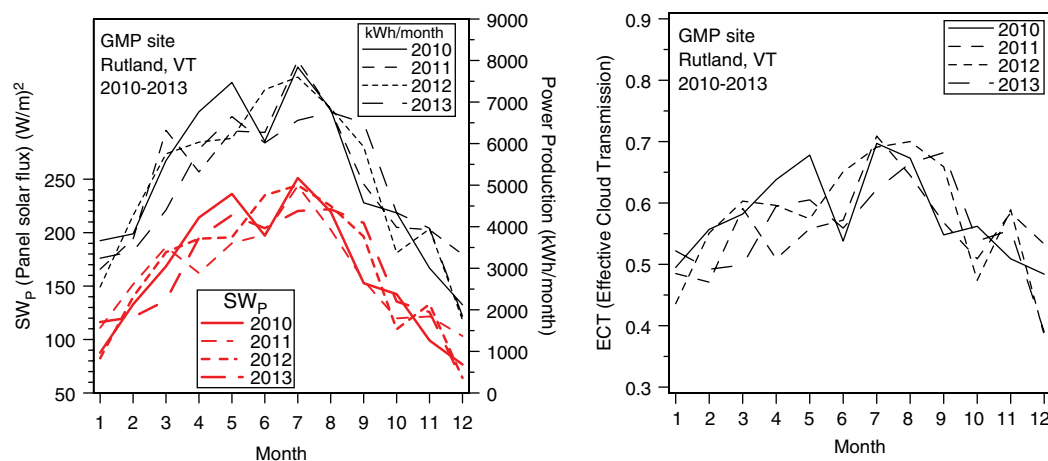 GMP site
Rutland, VT
2010-2013
kWh/month
2010
2011
2012
2013
SWP
2010
2011
2012
2013
SWP (Panel solar flux) (W/m)2
250
200
150
100
50
Power Production (kWh/month)
9000
8000
7000
6000
5000
4000
3000
2000
1000
0
1 2 3 4 5 6 7 8 9 10 11 12
Month
GMP site
Rutland, VT
2010-2013
2010
2011
2012
2013
ECT (Effective Cloud Transmission)
0.9
0.8
0.7
0.6
0.5
0.4
0.3
1 2 3 4 5 6 7 8 9 10 11 12
Month